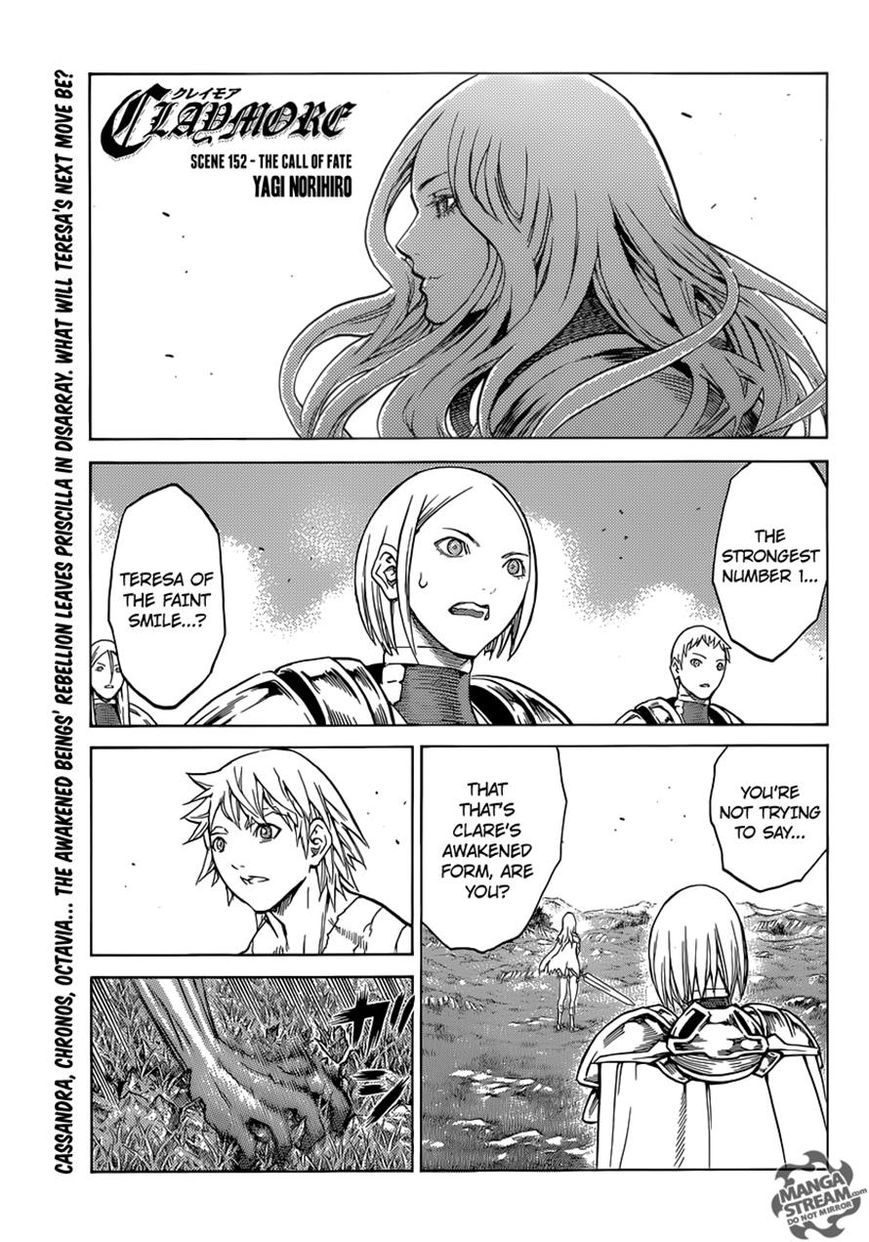 CASSANDRA, CHRONOS, OCTAVIA... THE AWAKENED BEINGS' REBELLION LEAVES PRISCILLA IN DISARRAY. WHAT WILL TERESA'S NEXT MOVE BE?
クレイモア
CLAYMORE
SCENE 152 - THE CALL OF FATE
YAGI NORIHIRO
THE
STRONGEST
NUMBER 1...
TERESA OF
THE FAINT
SMILE...?
YOU'RE
NOT TRYING
TO SAY...
THAT
THAT'S
CLARE'S
AWAKENED
FORM, ARE
YOU?
ガシ
MANGA
STREAM.com
DO NOT MIRROR